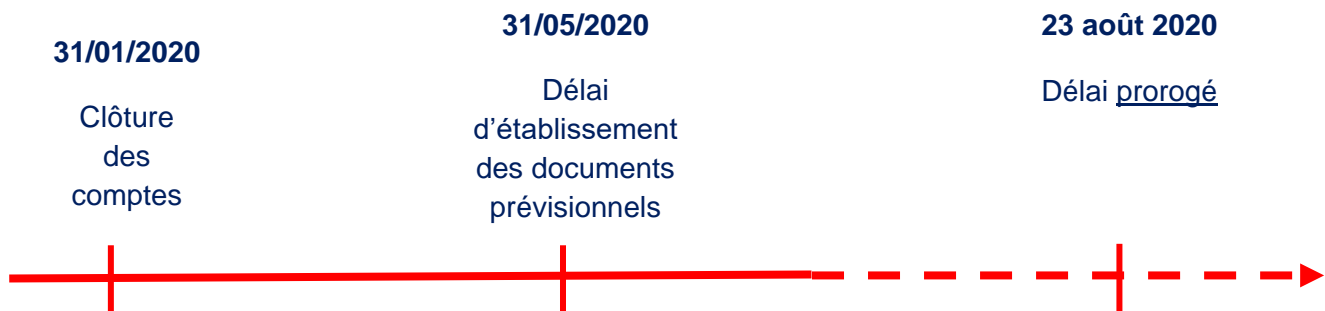 31/01/2020
Clôture
des
comptes
31/05/2020
Délai
d'établissement
des documents
prévisionnels
23 août 2020
Délai prorogé